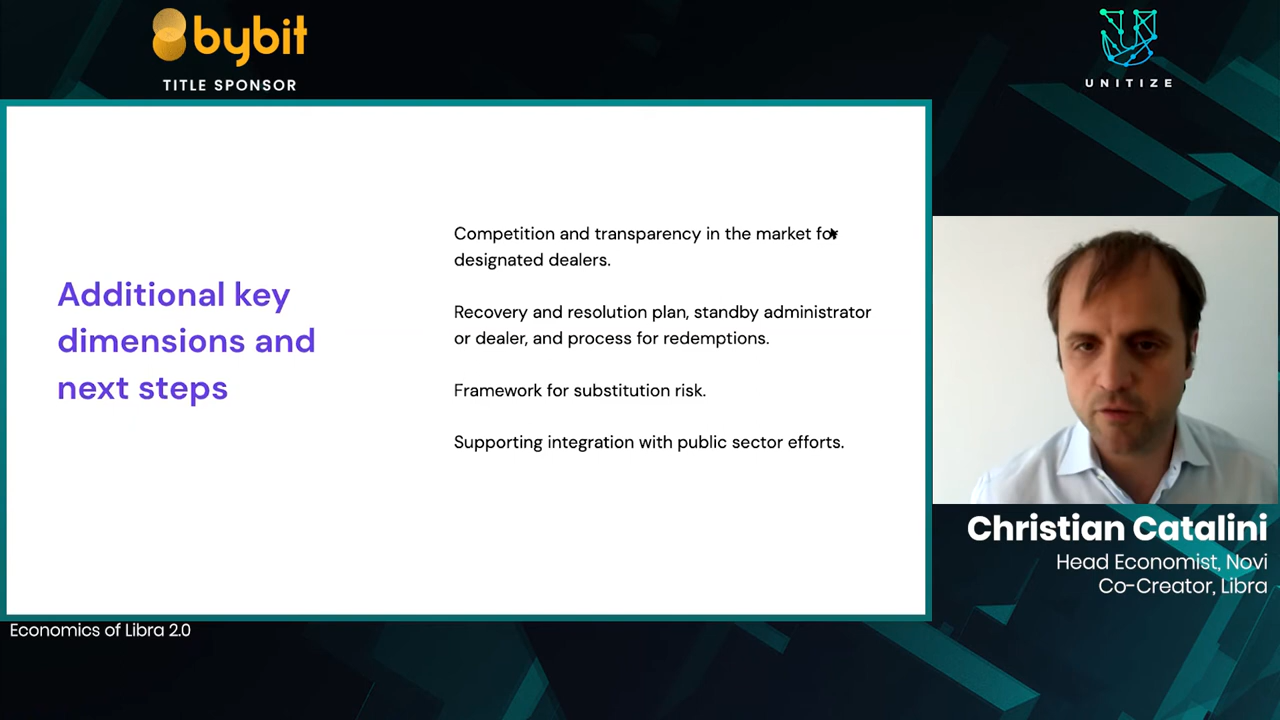 bybit
TITLE SPONSOR
UNITIZE
Additional key
dimensions and
next steps
Competition and transparency in the market for
designated dealers.
Recovery and resolution plan, standby administrator
or dealer, and process for redemptions.
Framework for substitution risk.
Supporting integration with public sector efforts.
Christian Catalini
Head Economist, Novi
Co-Creator, Libra
Economics of Libra 2.0